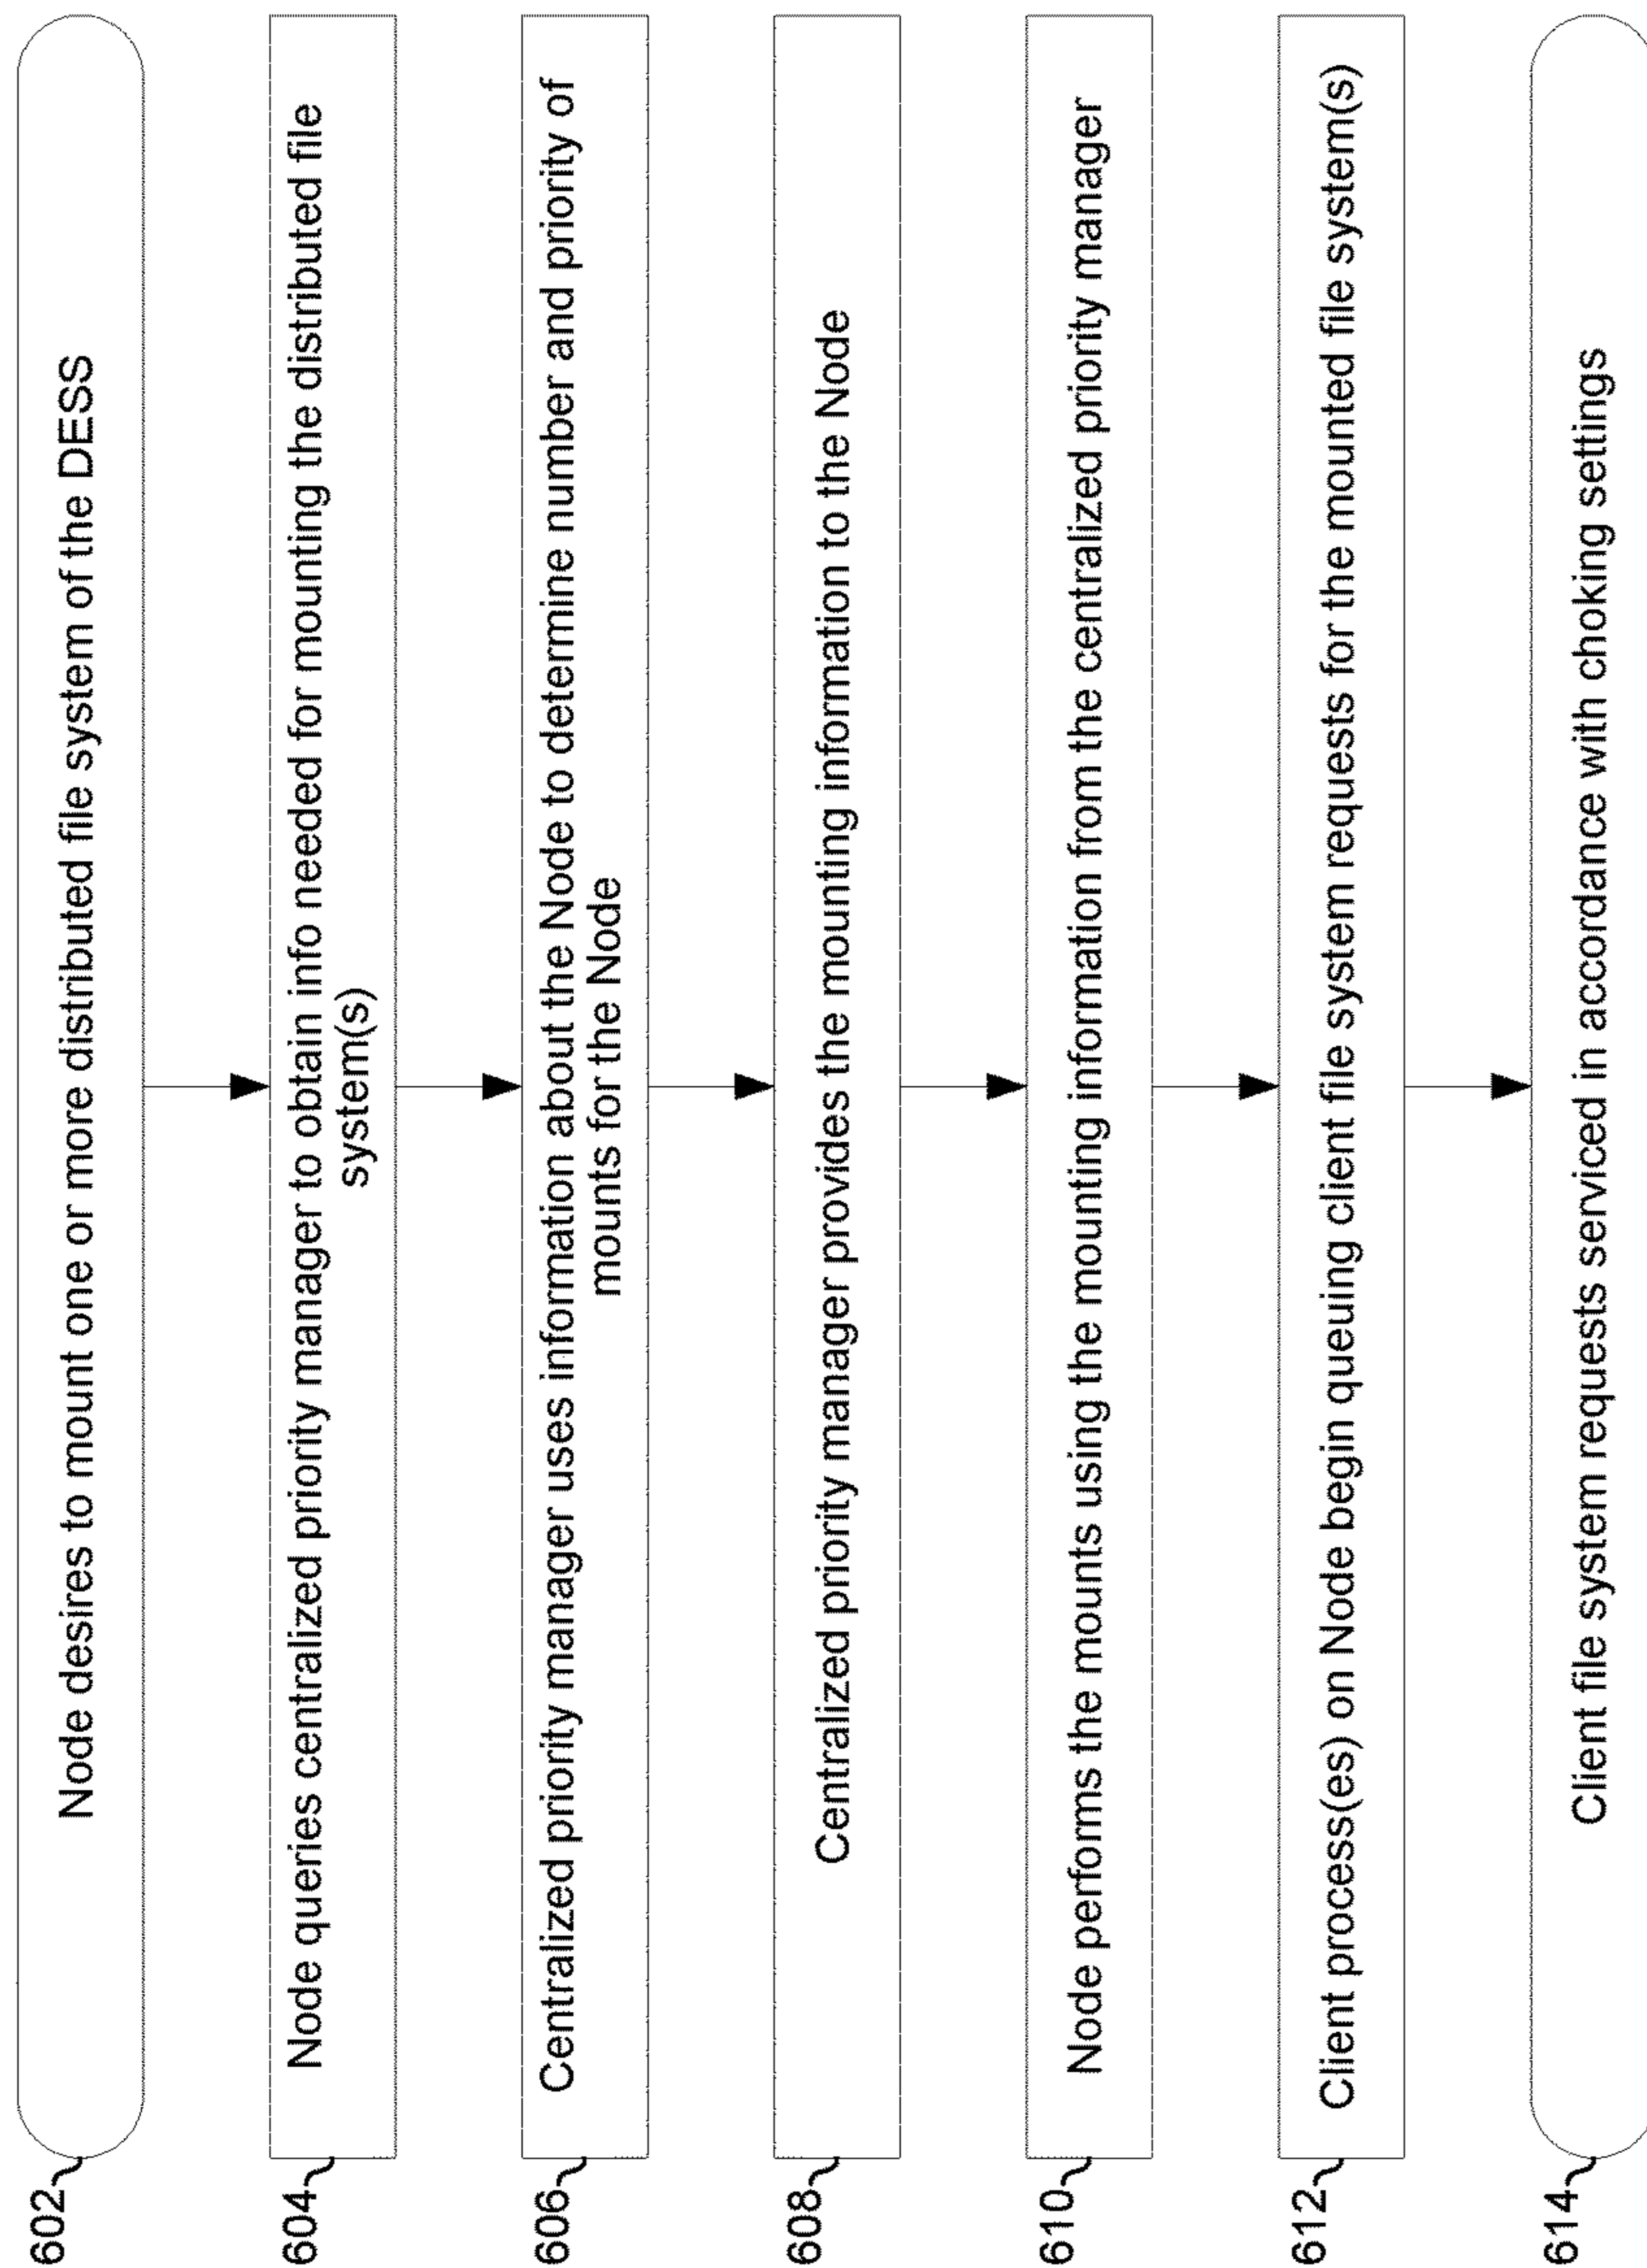 602
Node desires to mount one or more distributed file system of the DESS
604
Node queries centralized priority manager to obtain info needed for mounting the distributed file
system(s)
606
Centralized priority manager uses information about the Node to determine number and priority of
mounts for the Node
608
Centralized priority manager provides the mounting information to the Node
610
Node performs the mounts using the mounting information from the centralized priority manager
612
Client process(es) on Node begin queuing client file system requests for the mounted file system(s)
614
Client file system requests serviced in accordance with choking settings